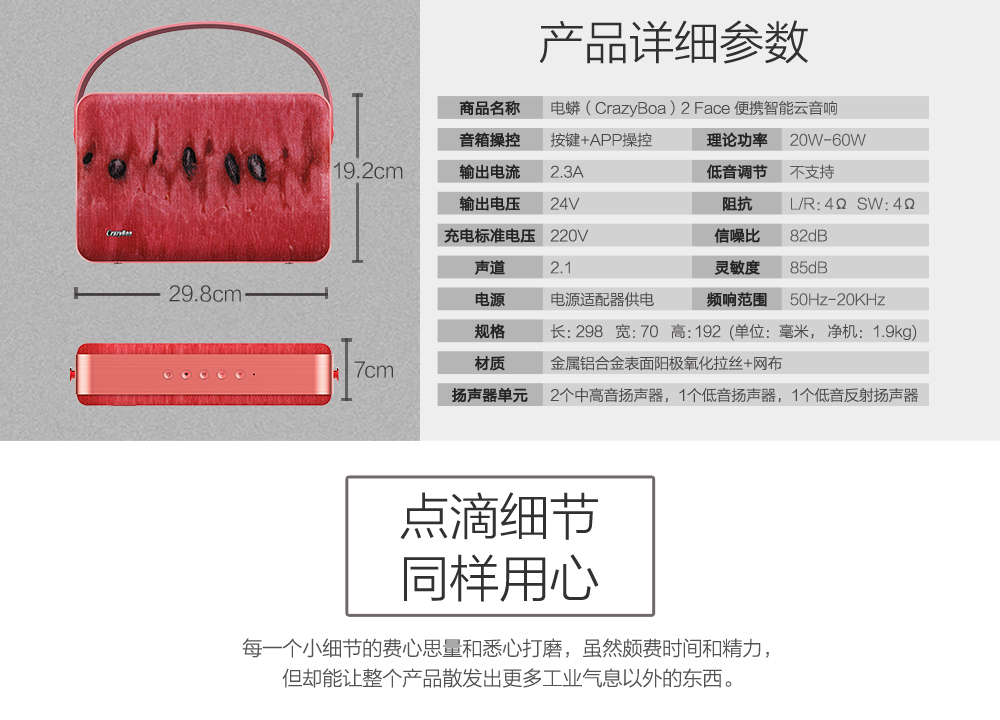 产品详细参数
商品名称 电蟒（CrazyBoa）2 Face 便携智能云音响
音箱操控 按键+APP操控 理论功率 20W-60W
输出电流 2.3A 低音调节 不支持
输出电压 24V 阻抗 L/R: 4Ω SW: 4Ω
充电标准电压 220V 信噪比 82dB
声道 2.1 灵敏度 85dB
电源 电源适配器供电 频响范围 50Hz-20KHz
规格 长: 298 宽: 70 高: 192 (单位: 毫米, 净机: 1.9kg)
材质 金属铝合金表面阳极氧化拉丝+网布
扬声器单元 2个中高音扬声器，1个低音扬声器，1个低音反射扬声器
CrazyBoa
19.2cm
29.8cm
7cm
点滴细节
同样用心
每一个小细节的费心思量和悉心打磨，虽然颇费时间和精力，
但却能让整个产品散发出更多工业气息以外的东西。